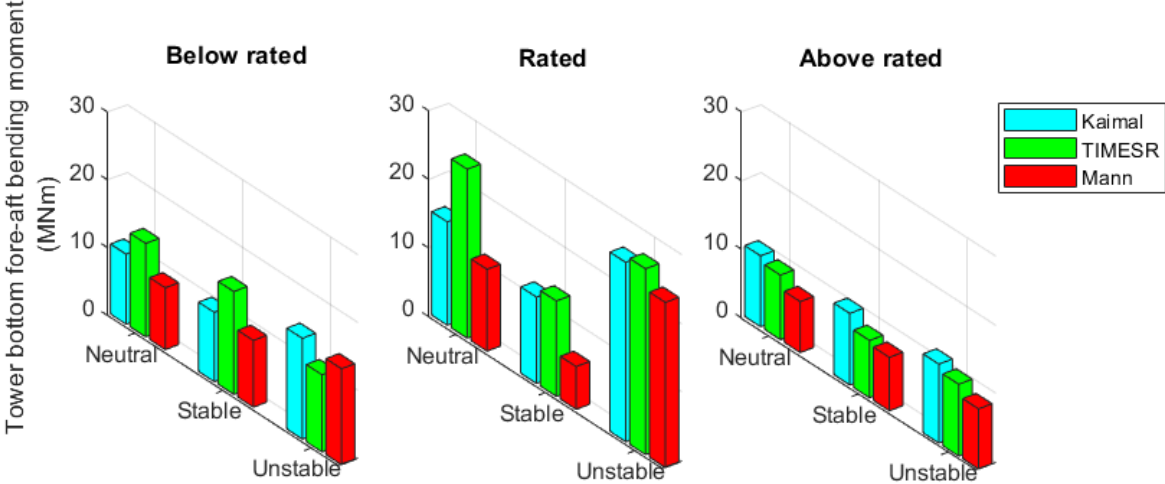 Tower bottom fore-aft bending moment
(MNm)
Below rated
30
20
10
0
Neutral
Stable
Unstable
Rated
30
20
10
0
Neutral
Stable
Unstable
Above rated
30
20
10
0
Neutral
Stable
Unstable
Kaimal
TIMESR
Mann